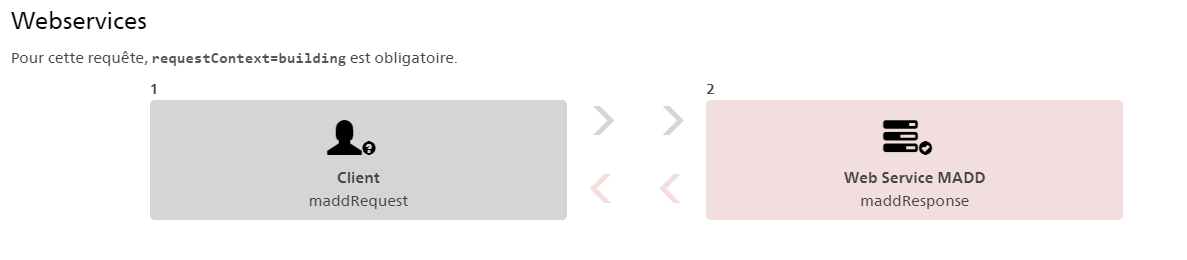 Webservices
Pour cette requête, requestContext=building est obligatoire.
1
2
Client
maddRequest
Web Service MADD
maddResponse